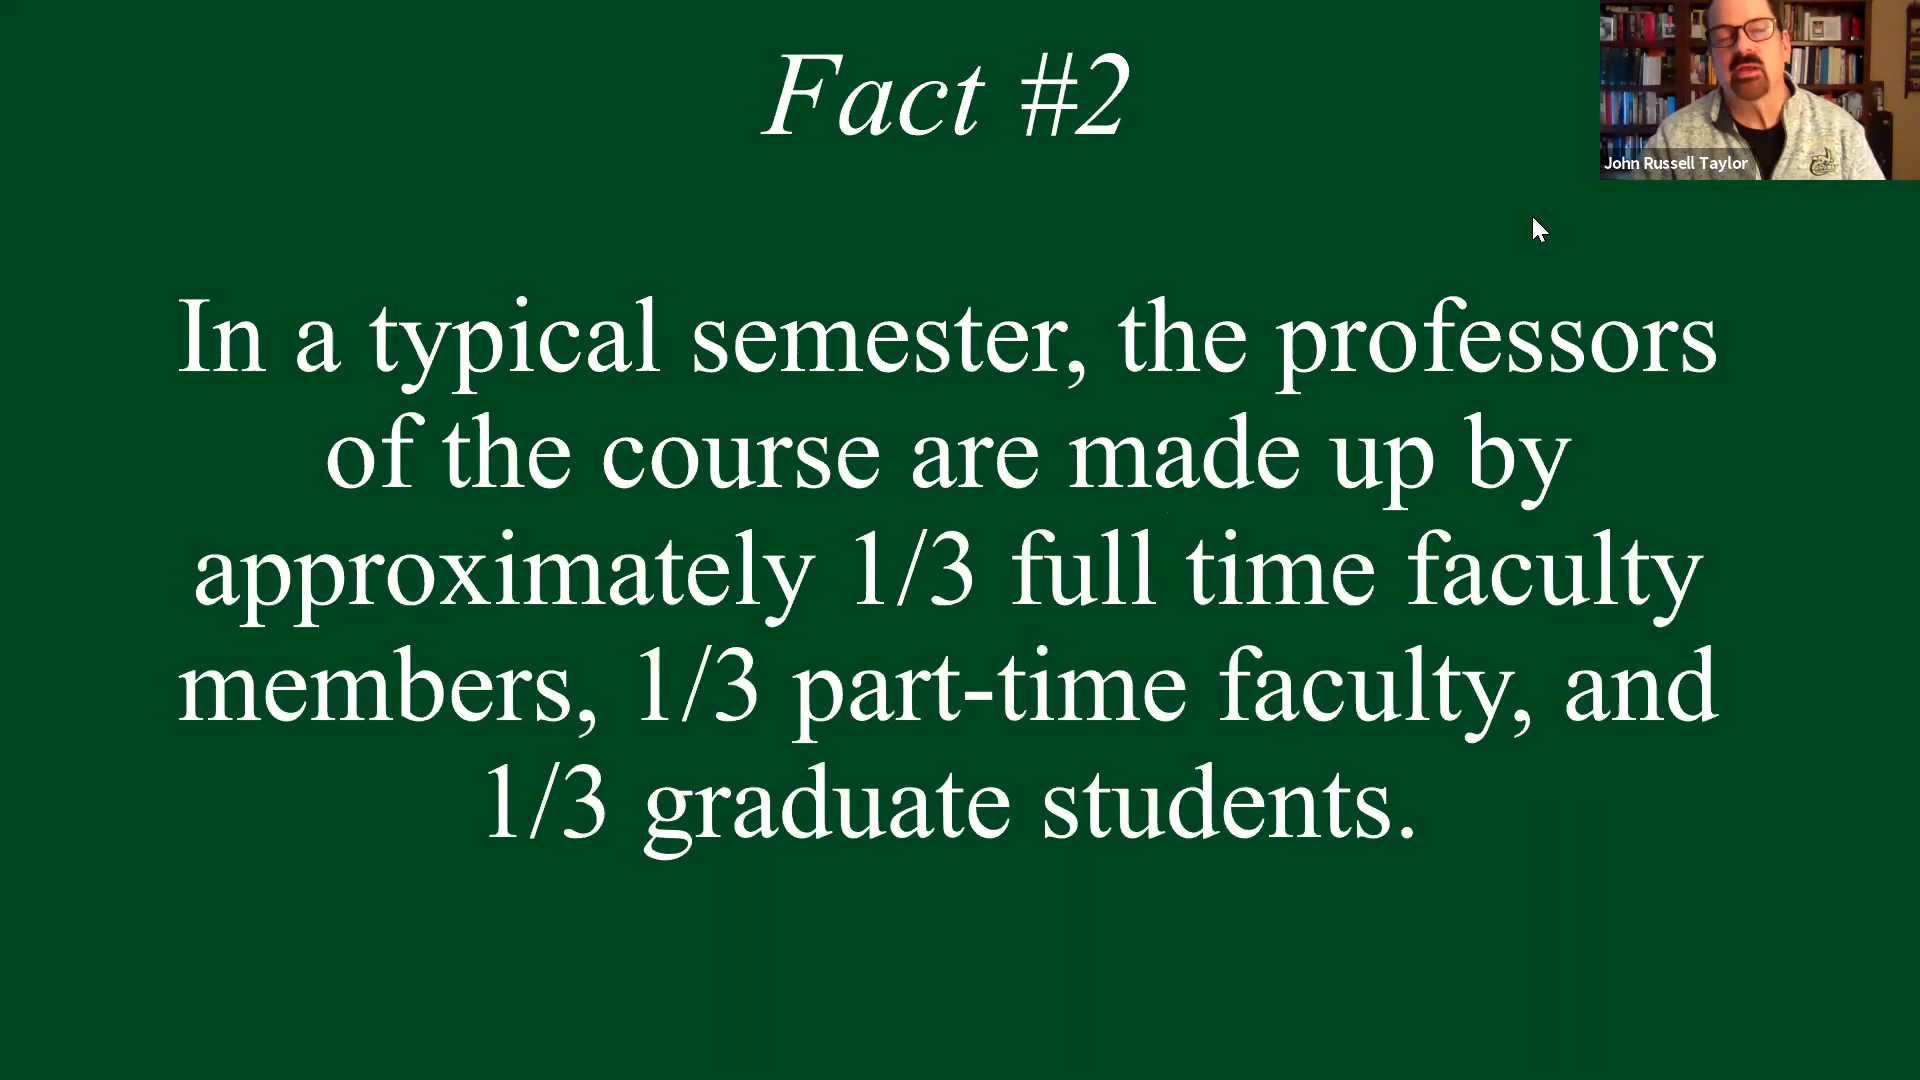 Fact #2
John Russell Taylor
In a typical semester, the professors
of the course are made up by
approximately 1/3 full time faculty
members, 1/3 part-time faculty, and
1/3 graduate students.